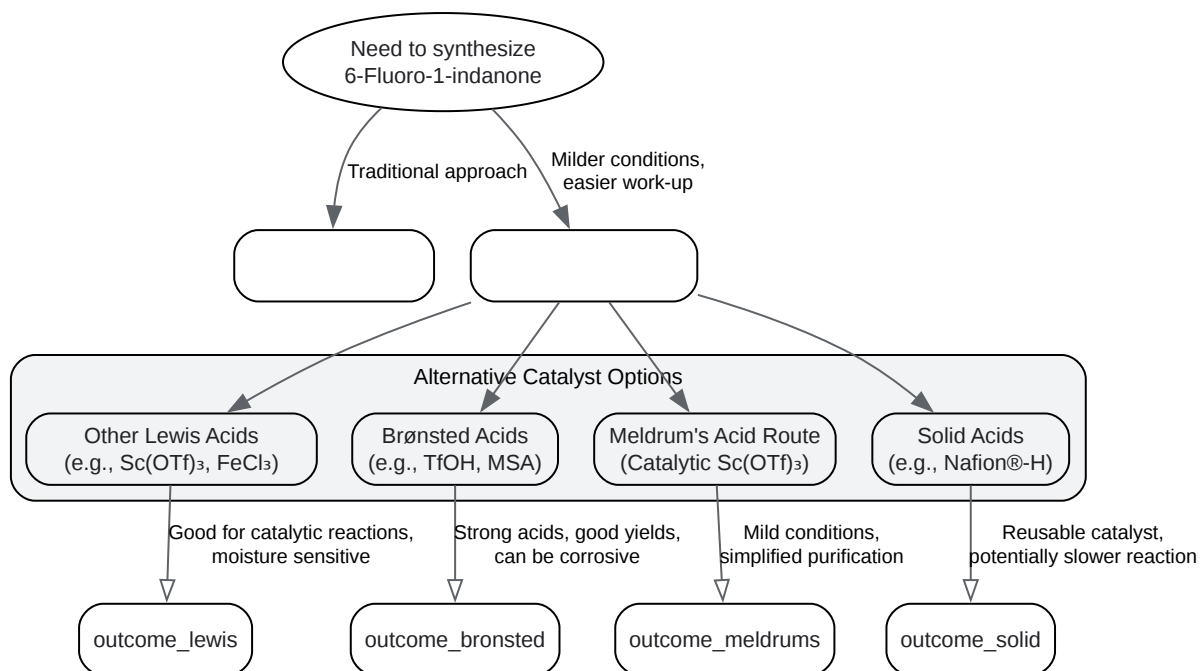 Need to synthesize
6-Fluoro-1-indanone
Traditional approach
Milder conditions,
easier work-up
Alternative Catalyst Options
Other Lewis Acids
(e.g., Sc(OTf)₃, FeCl₃)
Brønsted Acids
(e.g., TfOH, MSA)
Meldrum's Acid Route
(Catalytic Sc(OTf)₃)
Solid Acids
(e.g., Nafion®-H)
Good for catalytic reactions,
moisture sensitive
Strong acids, good yields,
can be corrosive
Mild conditions,
simplified purification
Reusable catalyst,
potentially slower reaction
outcome_lewis
outcome_bronsted
outcome_meldrums
outcome_solid